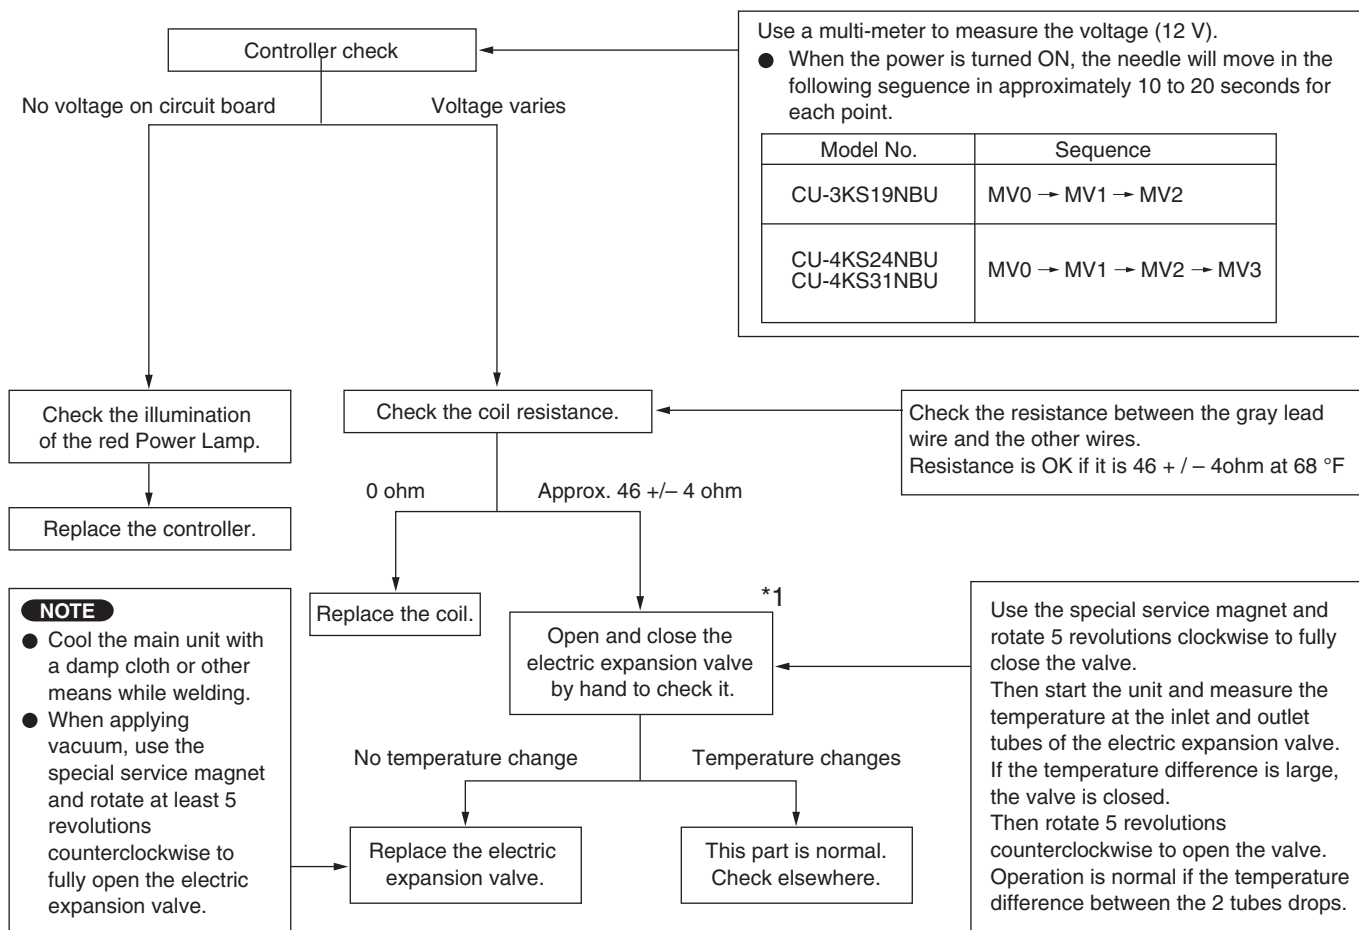 Controller check
Use a multi-meter to measure the voltage (12 V).
● When the power is turned ON, the needle will move in the
following seguence in approximately 10 to 20 seconds for
each point.
Model No. Sequence
CU-3KS19NBU MV0 → MV1 → MV2
CU-4KS24NBU
CU-4KS31NBU
MV0 → MV1 → MV2 → MV3
No voltage on circuit board
Voltage varies
Check the illumination
of the red Power Lamp.
Replace the controller.
Check the coil resistance.
Check the resistance between the gray lead
wire and the other wires.
Resistance is OK if it is 46 + / – 4ohm at 68 °F
0 ohm
Approx. 46 +/– 4 ohm
Replace the coil.
*1
Open and close the
electric expansion valve
by hand to check it.
Use the special service magnet and
rotate 5 revolutions clockwise to fully
close the valve.
Then start the unit and measure the
temperature at the inlet and outlet
tubes of the electric expansion valve.
If the temperature difference is large,
the valve is closed.
Then rotate 5 revolutions
counterclockwise to open the valve.
Operation is normal if the temperature
difference between the 2 tubes drops.
NOTE
● Cool the main unit with
a damp cloth or other
means while welding.
● When applying
vacuum, use the
special service magnet
and rotate at least 5
revolutions
counterclockwise to
fully open the electric
expansion valve.
No temperature change
Temperature changes
Replace the electric
expansion valve.
This part is normal.
Check elsewhere.